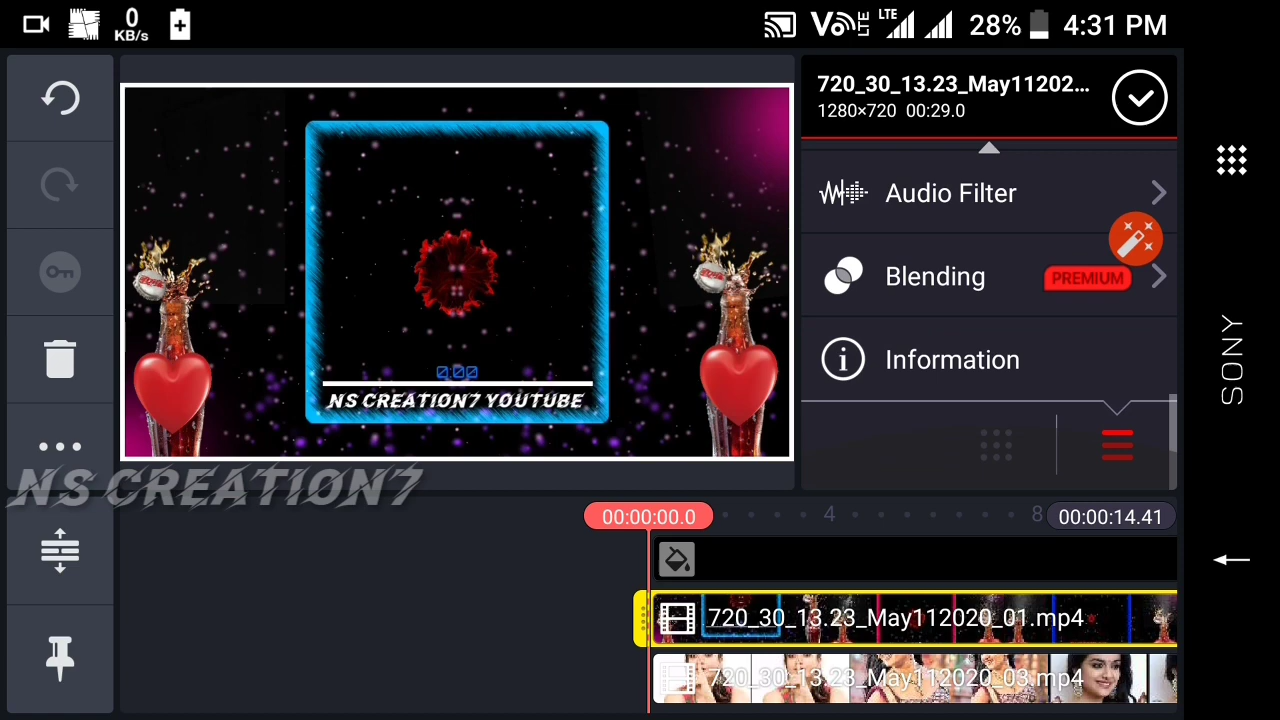 0
KB/s
VoLTE
LTE
28%
4:31 PM
720_30_13.23_May11202...
1280×720 00:29.0
Audio Filter
Blending
PREMIUM
Information
0:00
NS CREATION7 YOUTUBE
NS CREATION7
00:00:00.0
4
8
00:00:14.41
720_30_13.23_May112020_01.mp4
720_30_13.23_May112020_03.mp4
SONY